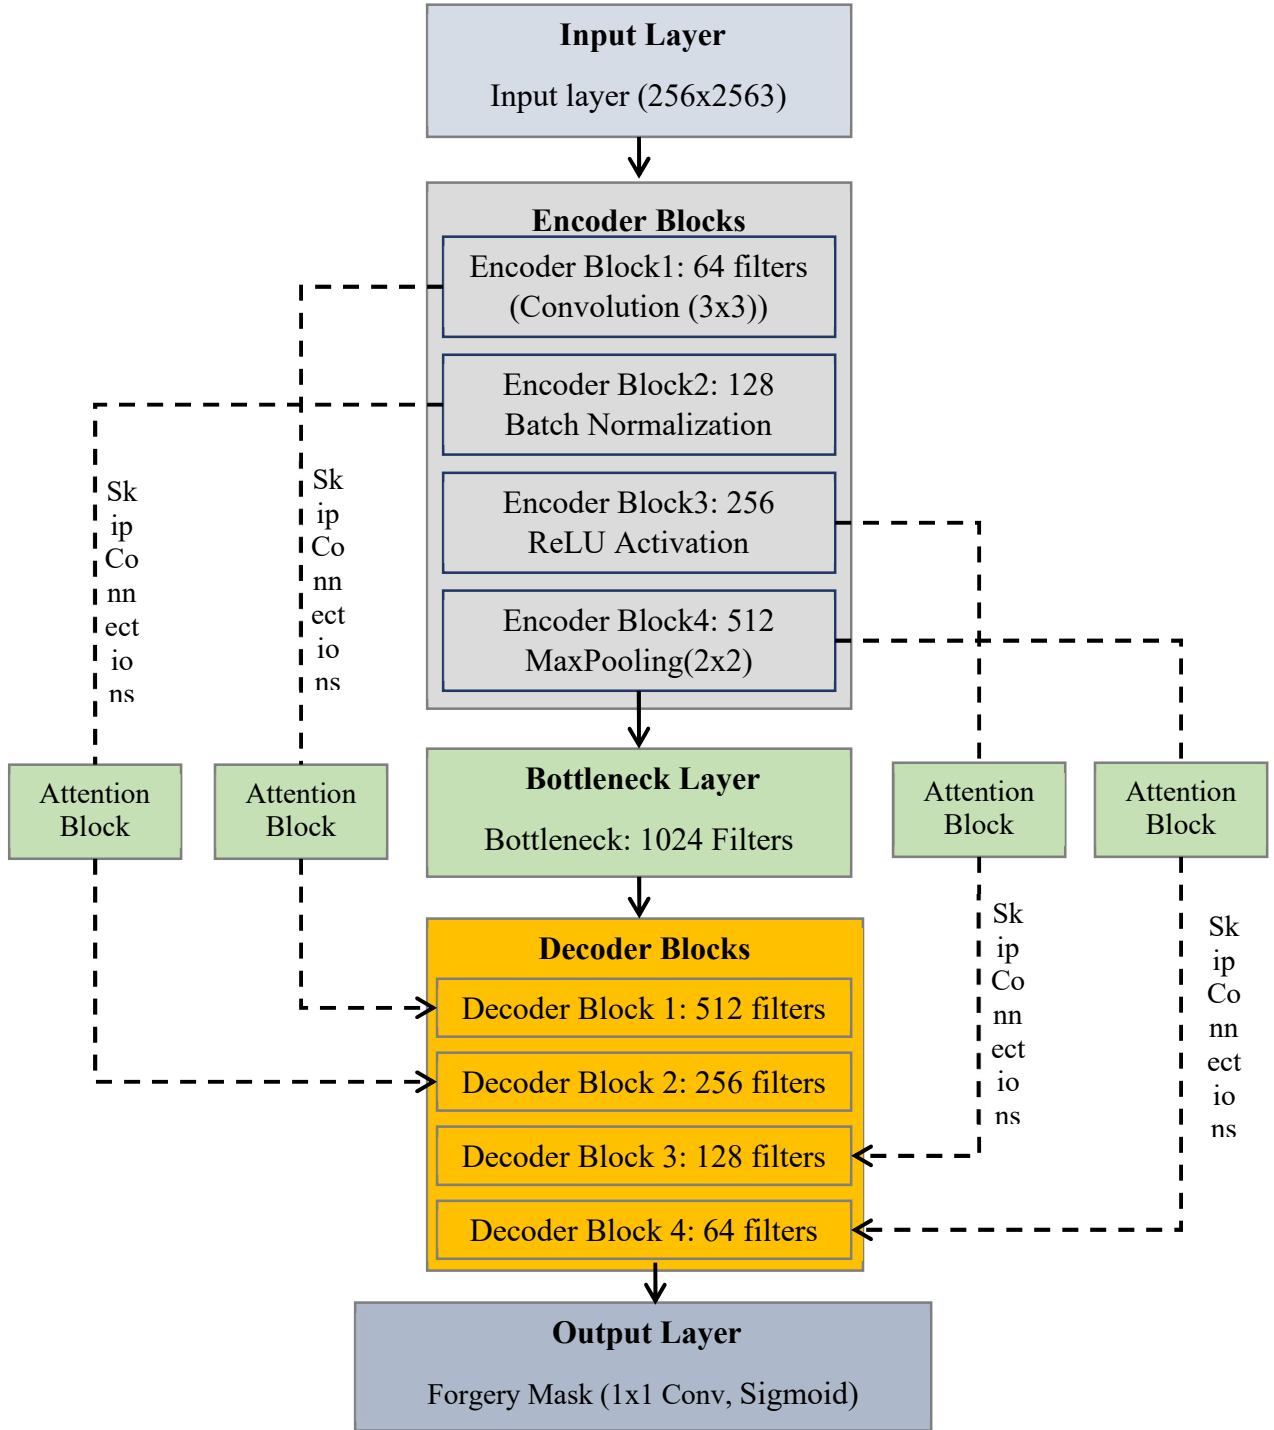 Input Layer
Input layer (256x2563)
Encoder Blocks
Encoder Block1: 64 filters
(Convolution (3x3))
Encoder Block2: 128
Batch Normalization
Encoder Block3: 256
ReLU Activation
Encoder Block4: 512
MaxPooling(2x2)
Sk
ip
Co
nn
ect
io
ns
Sk
ip
Co
nn
ect
io
ns
Attention
Block
Attention
Block
Bottleneck Layer
Bottleneck: 1024 Filters
Attention
Block
Attention
Block
Sk
ip
Co
nn
ect
io
ns
Sk
ip
Co
nn
ect
io
ns
Decoder Blocks
Decoder Block 1: 512 filters
Decoder Block 2: 256 filters
Decoder Block 3: 128 filters
Decoder Block 4: 64 filters
Output Layer
Forgery Mask (1x1 Conv, Sigmoid)